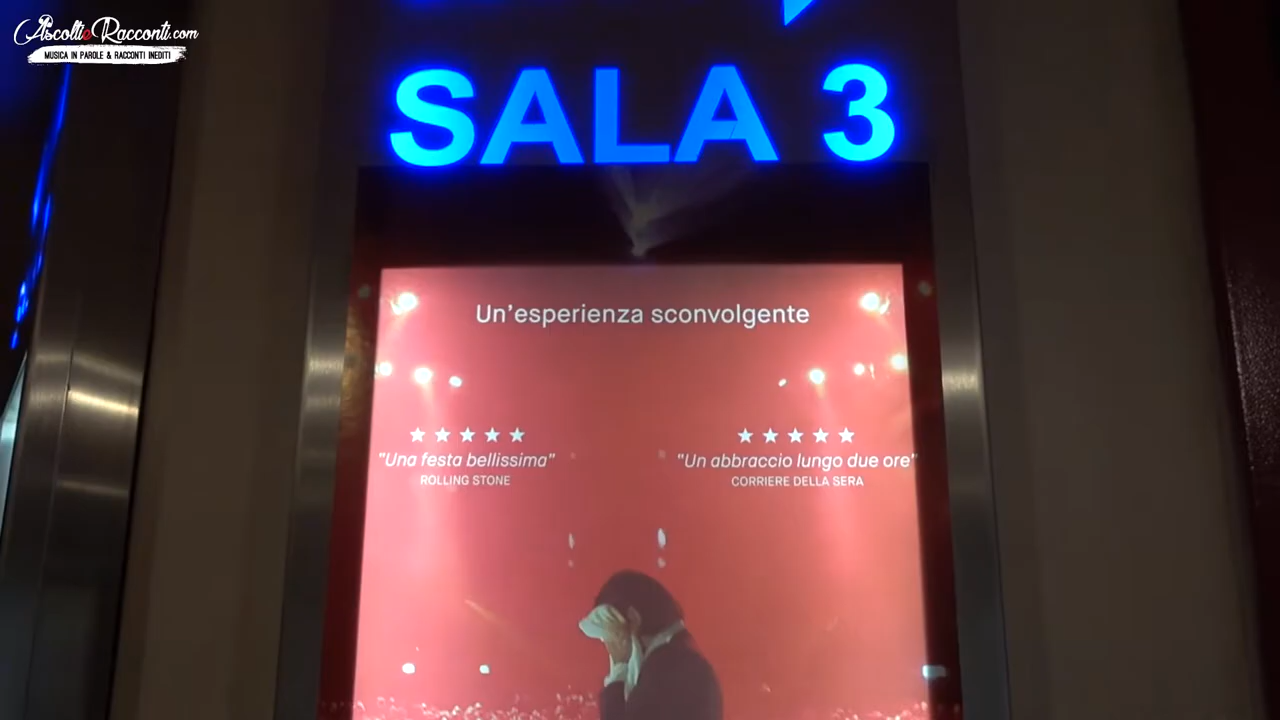 AscoltieRacconti.com
MUSICA IN PAROLE & RACCONTI INEDITI
SALA 3
Un'esperienza sconvolgente
★★★★★
"Una festa bellissima"
ROLLING STONE
★★★★★
"Un abbraccio lungo due ore"
CORRIERE DELLA SERA